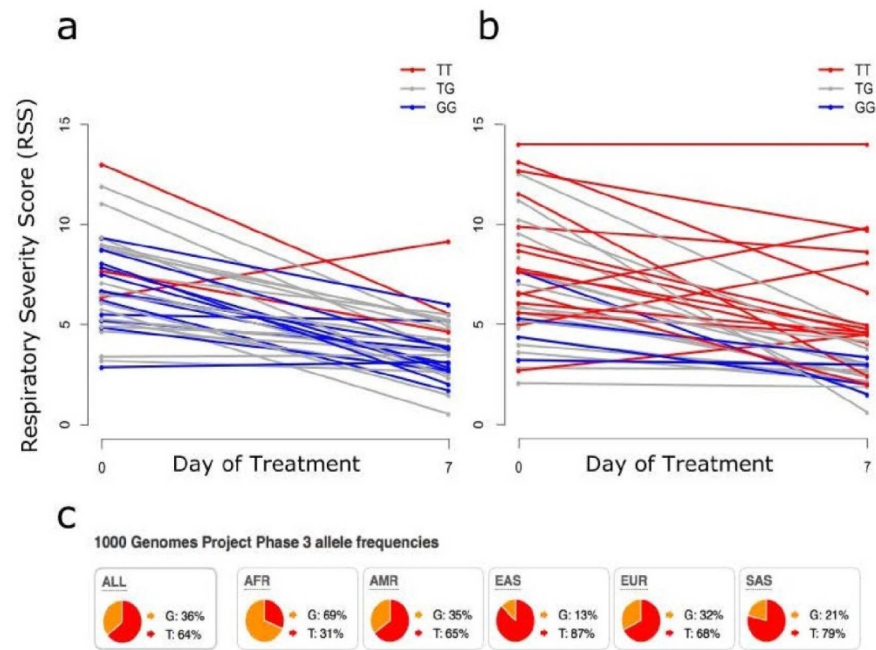 a
b
TT
TG
GG
TT
TG
GG
Respiratory Severity Score (RSS)
15
10
5
0
15
10
5
0
0
Day of Treatment
7
0
Day of Treatment
7
c
1000 Genomes Project Phase 3 allele frequencies
ALL
G: 36%
T: 64%
AFR
G: 69%
T: 31%
AMR
G: 35%
T: 65%
EAS
G: 13%
T: 87%
EUR
G: 32%
T: 68%
SAS
G: 21%
T: 79%